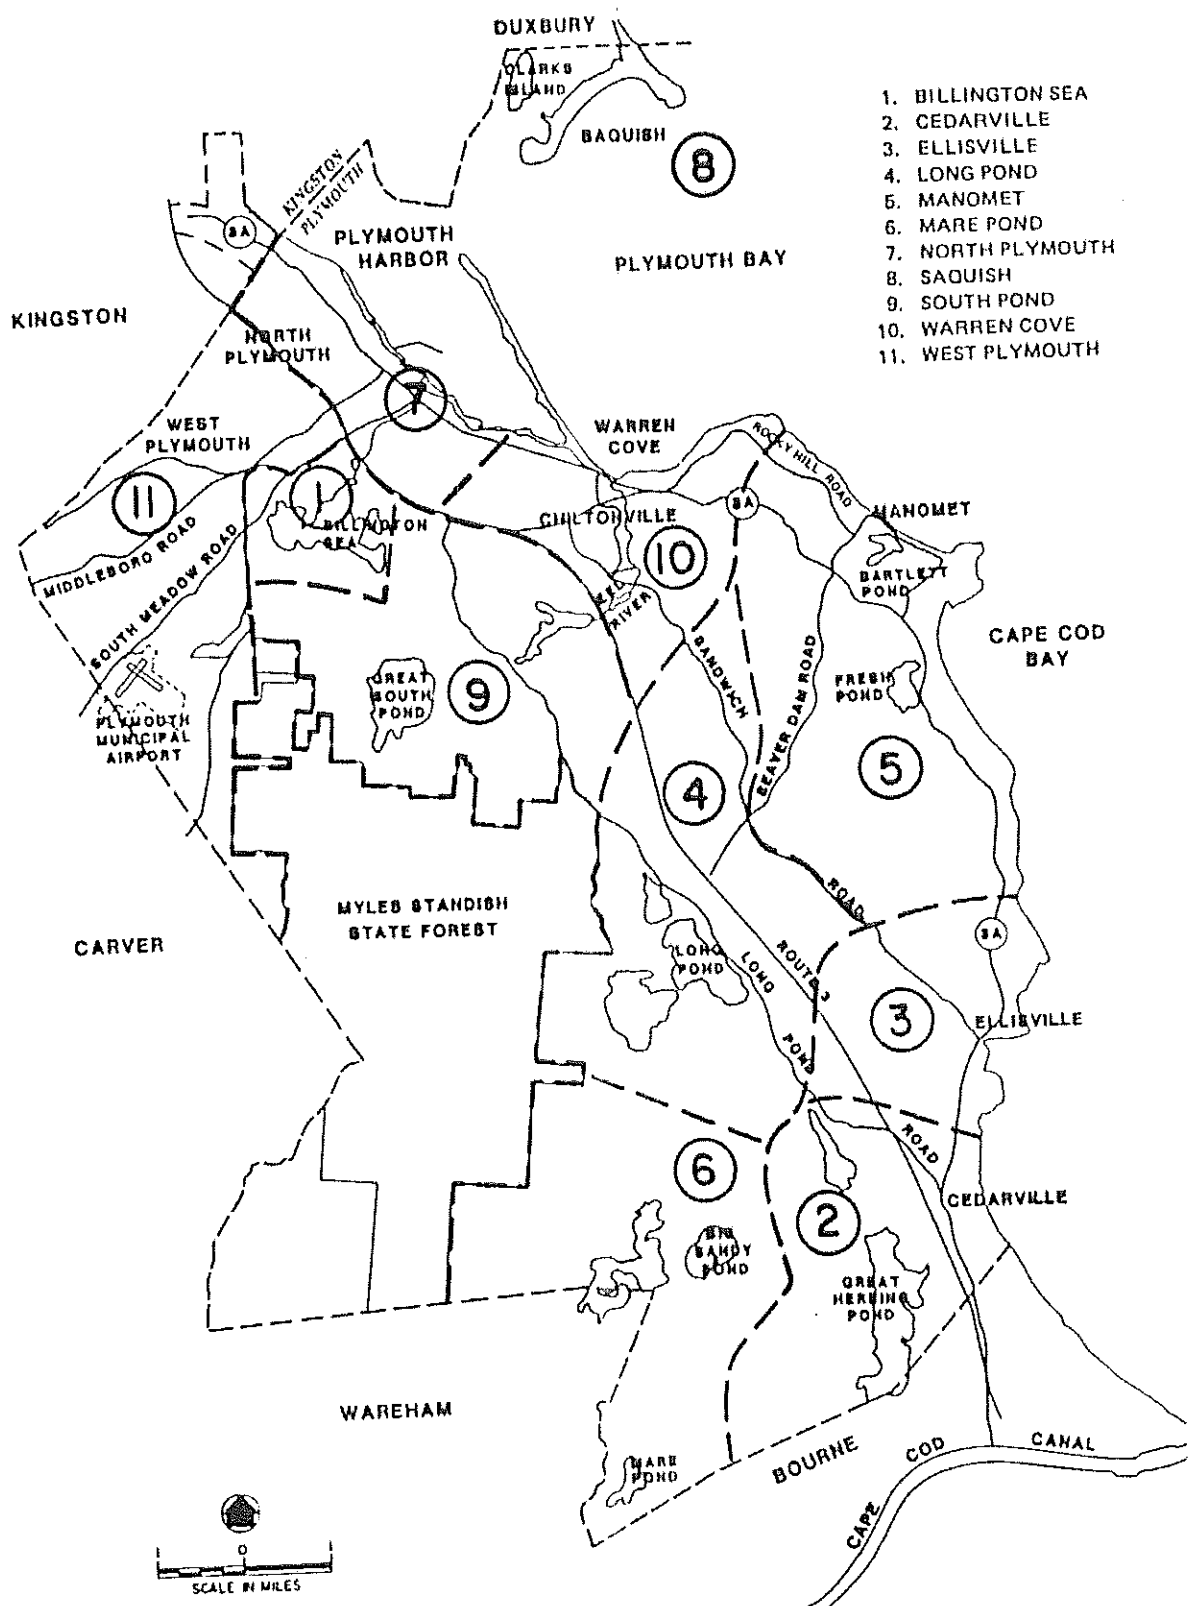 DUXBURY
CLARKS
ISLAND
SAQUISH
8
1. BILLINGTON SEA
2. CEDARVILLE
3. ELLISVILLE
4. LONG POND
5. MANOMET
6. MARE POND
7. NORTH PLYMOUTH
8. SAQUISH
9. SOUTH POND
10. WARREN COVE
11. WEST PLYMOUTH
KINGSTON
PLYMOUTH
3A
PLYMOUTH
HARBOR
PLYMOUTH BAY
KINGSTON
NORTH
PLYMOUTH
7
WEST
PLYMOUTH
WARREN
COVE
ROCKY HILL ROAD
11
1
BILLINGTON
SEA
CHILTONVILLE
3A
MANOMET
10
MIDDLEBORO ROAD
SOUTH MEADOW ROAD
BARTLETT
POND
EEL
RIVER
SANDWICH
CAPE COD
BAY
BEAVER DAM ROAD
GREAT
SOUTH
POND
9
FRESH
POND
PLYMOUTH
MUNICIPAL
AIRPORT
4
5
ROAD
MYLES STANDISH
STATE FOREST
CARVER
LONG
POND
LONG
POND
ROUTE 3
3A
3
ELLISVILLE
ROAD
6
2
CEDARVILLE
BIG
SANDY
POND
GREAT
HERRING
POND
WAREHAM
MARE
POND
BOURNE
CAPE
COD
CANAL
0
SCALE IN MILES